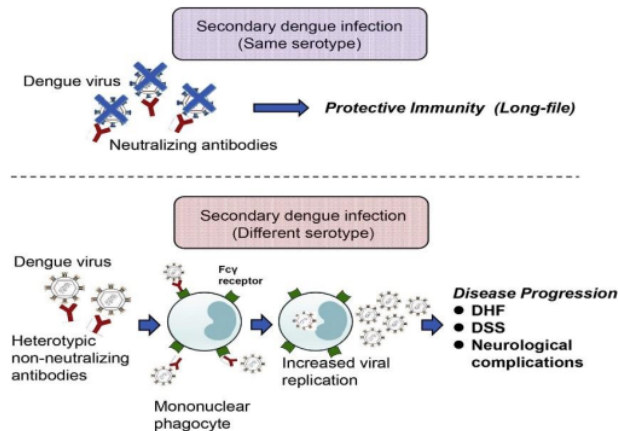 Secondary dengue infection
(Same serotype)
Dengue virus
Protective Immunity (Long-file)
Neutralizing antibodies
Secondary dengue infection
(Different serotype)
Dengue virus
Fcγ
receptor
Heterotypic
non-neutralizing
antibodies
Mononuclear
phagocyte
Increased viral
replication
Disease Progression
● DHF
● DSS
● Neurological
complications